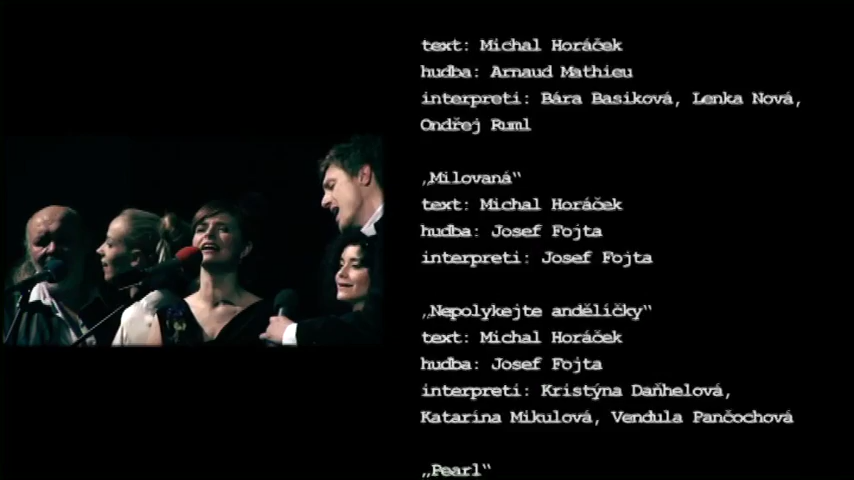 text: Michal Horáček
hudba: Arnaud Mathieu
interpreti: Bára Basiková, Lenka Nová,
Ondřej Ruml
„Milovaná“
text: Michal Horáček
hudba: Josef Fojta
interpreti: Josef Fojta
„Nepolykejte andělíčky“
text: Michal Horáček
hudba: Josef Fojta
interpreti: Kristýna Daňhelová,
Katarína Mikulová, Vendula Pančochová
„Pearl“